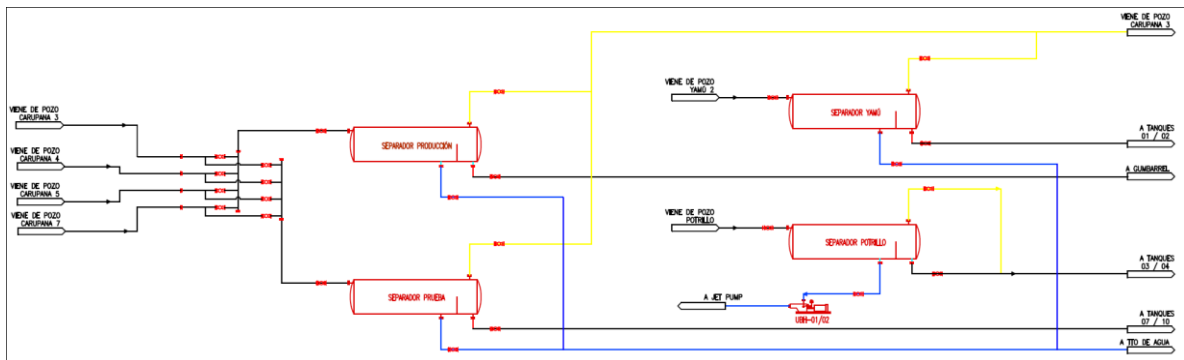 VIENE DE POZO
CARUPANA 3
VIENE DE POZO
CARUPANA 4
VIENE DE POZO
CARUPANA 5
VIENE DE POZO
CARUPANA 7
SEPARADOR PRODUCCIÓN
SEPARADOR PRUEBA
VIENE DE POZO
YAMÚ 2
SEPARADOR YAMÚ
VIENE DE POZO
POTRILLO
SEPARADOR POTRILLO
A JET PUMP
UBH-01/02
VIENE DE POZO
CARUPANA 3
A TANQUES
01 / 02
A GUMBARREL
A TANQUES
03 / 04
A TANQUES
07 / 10
A TTO DE AGUA